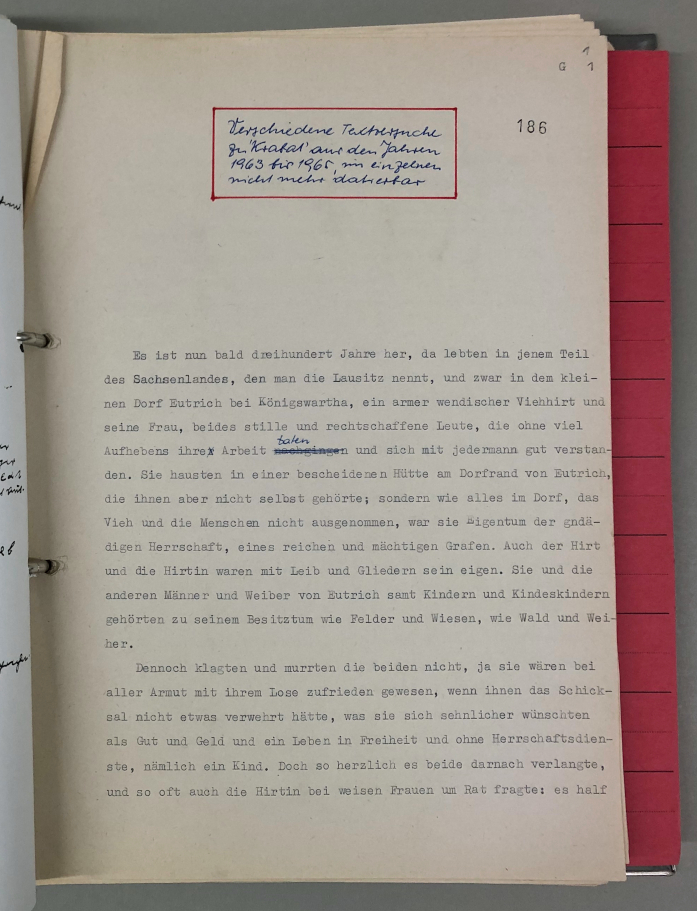 1
G 1
186
Verschiedene Textversuche
zu 'Krabat' aus den Jahren
1963 bis 1965, im einzelnen
nicht mehr datierbar
Es ist nun bald dreihundert Jahre her, da lebten in jenem Teil
des Sachsenlandes, den man die Lausitz nennt, und zwar in dem klei-
nen Dorf Eutrich bei Königswartha, ein armer wendischer Viehhirt und
seine Frau, beides stille und rechtschaffene Leute, die ohne viel
taten
Aufhebens ihre Arbeit nachgingen und sich mit jedermann gut verstan-
den. Sie hausten in einer bescheidenen Hütte am Dorfrand von Eutrich,
die ihnen aber nicht selbst gehörte; sondern wie alles im Dorf, das
Vieh und die Menschen nicht ausgenommen, war sie Eigentum der gndä-
digen Herrschaft, eines reichen und mächtigen Grafen. Auch der Hirt
und die Hirtin waren mit Leib und Gliedern sein eigen. Sie und die
anderen Männer und Weiber von Eutrich samt Kindern und Kindeskindern
gehörten zu seinem Besitztum wie Felder und Wiesen, wie Wald und Wei-
her.
Dennoch klagten und murrten die beiden nicht, ja sie wären bei
aller Armut mit ihrem Lose zufrieden gewesen, wenn ihnen das Schick-
sal nicht etwas verwehrt hätte, was sie sich sehnlicher wünschten
als Gut und Geld und ein Leben in Freiheit und ohne Herrschaftsdien-
ste, nämlich ein Kind. Doch so herzlich es beide darnach verlangte,
und so oft auch die Hirtin bei weisen Frauen um Rat fragte: es half